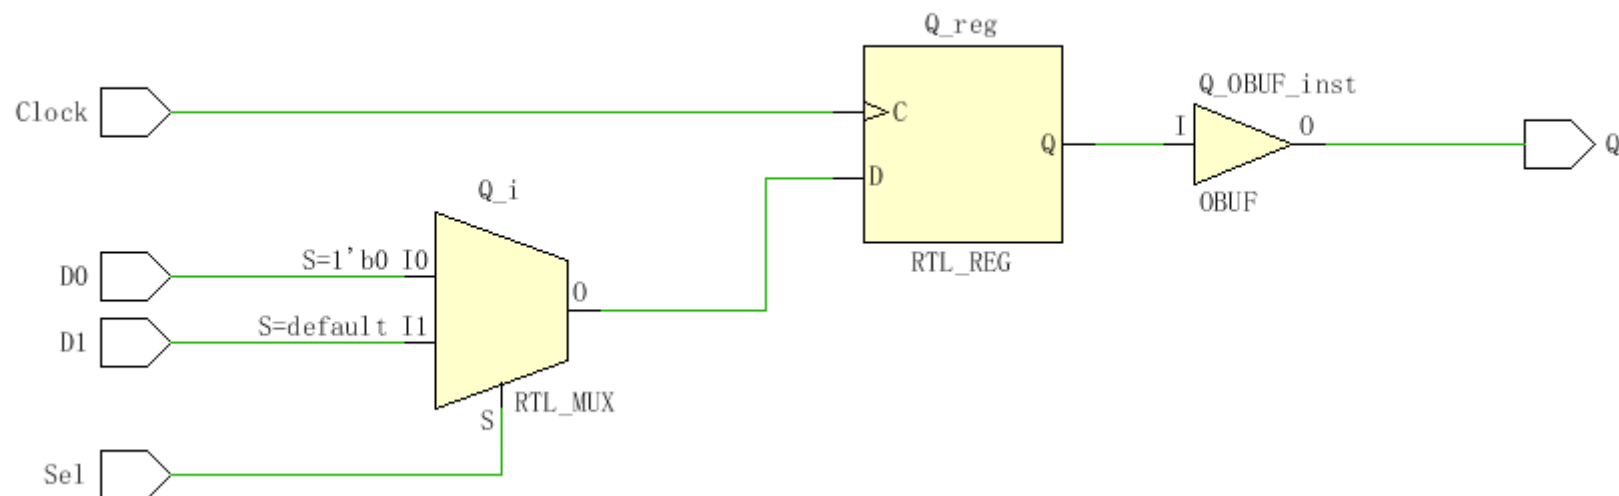 Q_reg
Q_OBUF_inst
Clock
C
I
O
Q
Q
D
OBUF
Q_i
RTL_REG
D0
S=1'b0 I0
O
D1
S=default I1
RTL_MUX
S
Sel